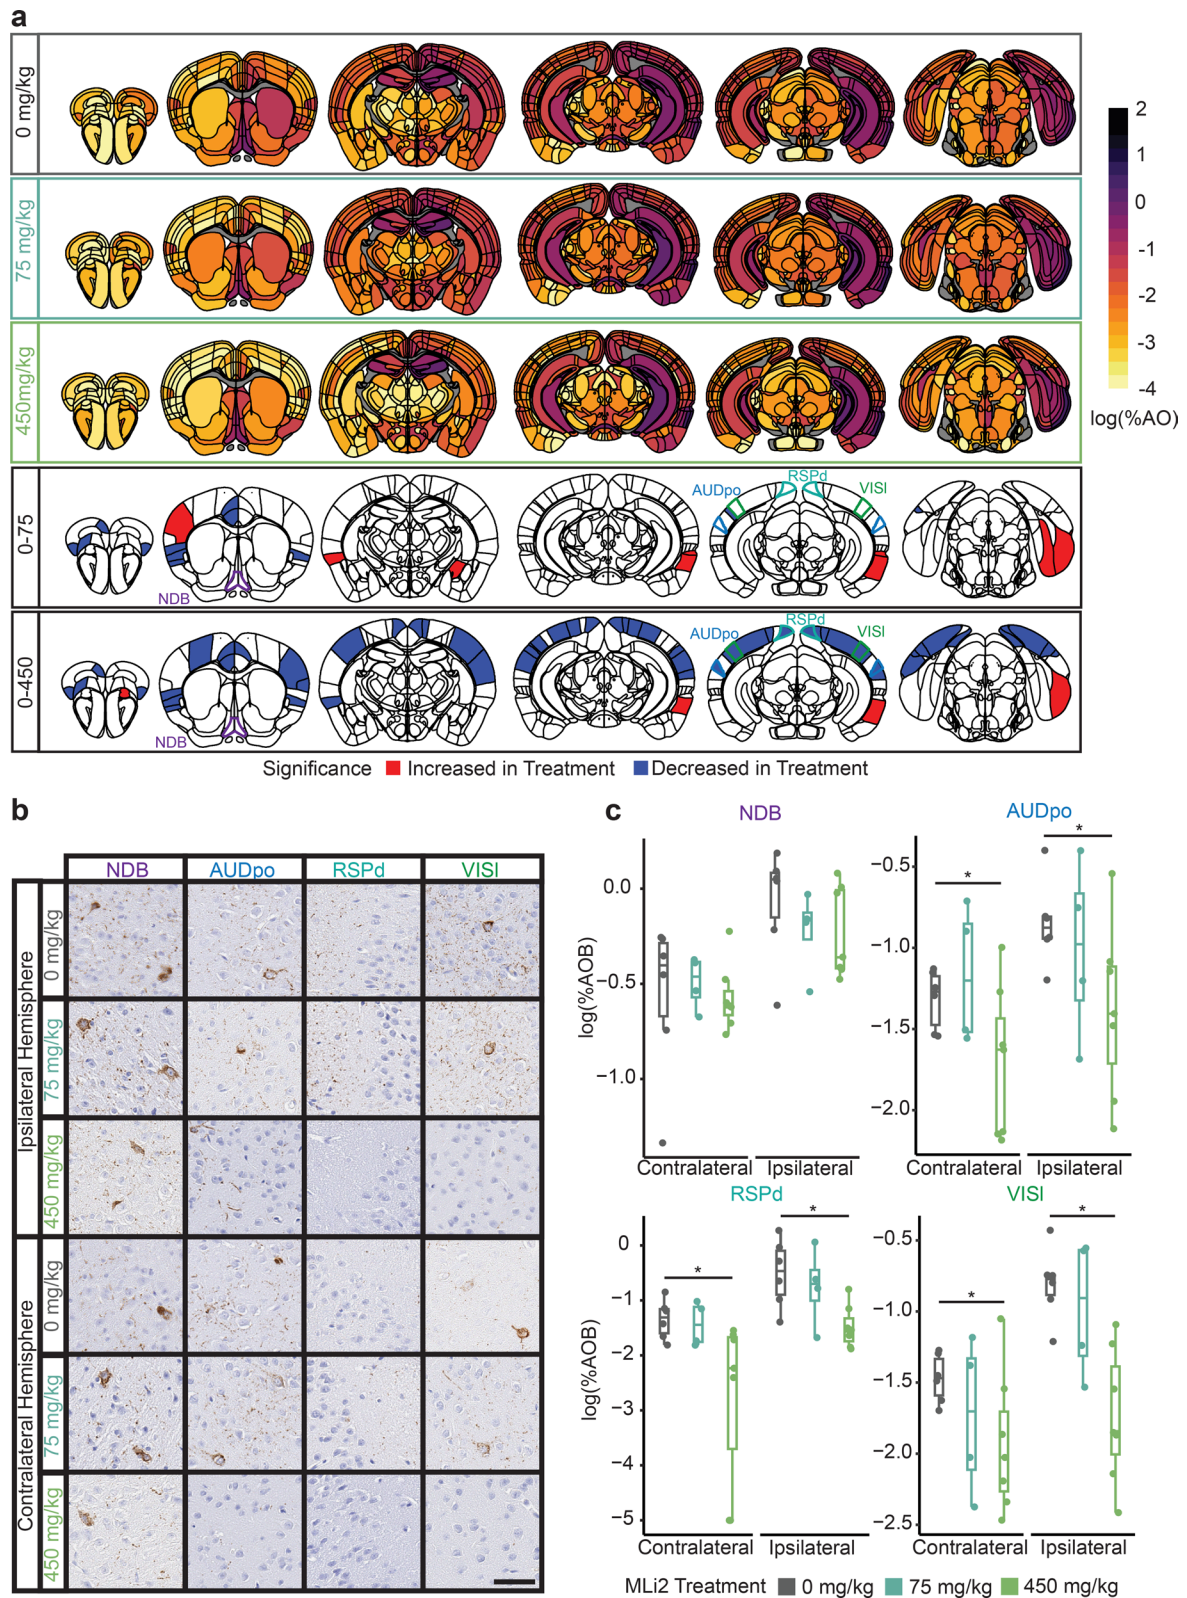 a
0 mg/kg
75 mg/kg
450mg/kg
0-75
0-450
2
1
0
-1
-2
-3
-4
log(%AO)
NDB
AUDpo
RSPd
VISl
NDB
AUDpo
RSPd
VISl
Significance Increased in Treatment Decreased in Treatment
b
NDB AUDpo RSPd VISl
Ipsilateral Hemisphere
0 mg/kg
75 mg/kg
450 mg/kg
Contralateral Hemisphere
0 mg/kg
75 mg/kg
450 mg/kg
c
NDB
log(%AOB)
0.0
−0.5
−1.0
Contralateral Ipsilateral
AUDpo
−0.5
−1.0
−1.5
−2.0
* *
Contralateral Ipsilateral
RSPd
log(%AOB)
0
−1
−2
−3
−4
−5
* *
Contralateral Ipsilateral
VISl
−0.5
−1.0
−1.5
−2.0
−2.5
* *
Contralateral Ipsilateral
MLi2 Treatment 0 mg/kg 75 mg/kg 450 mg/kg